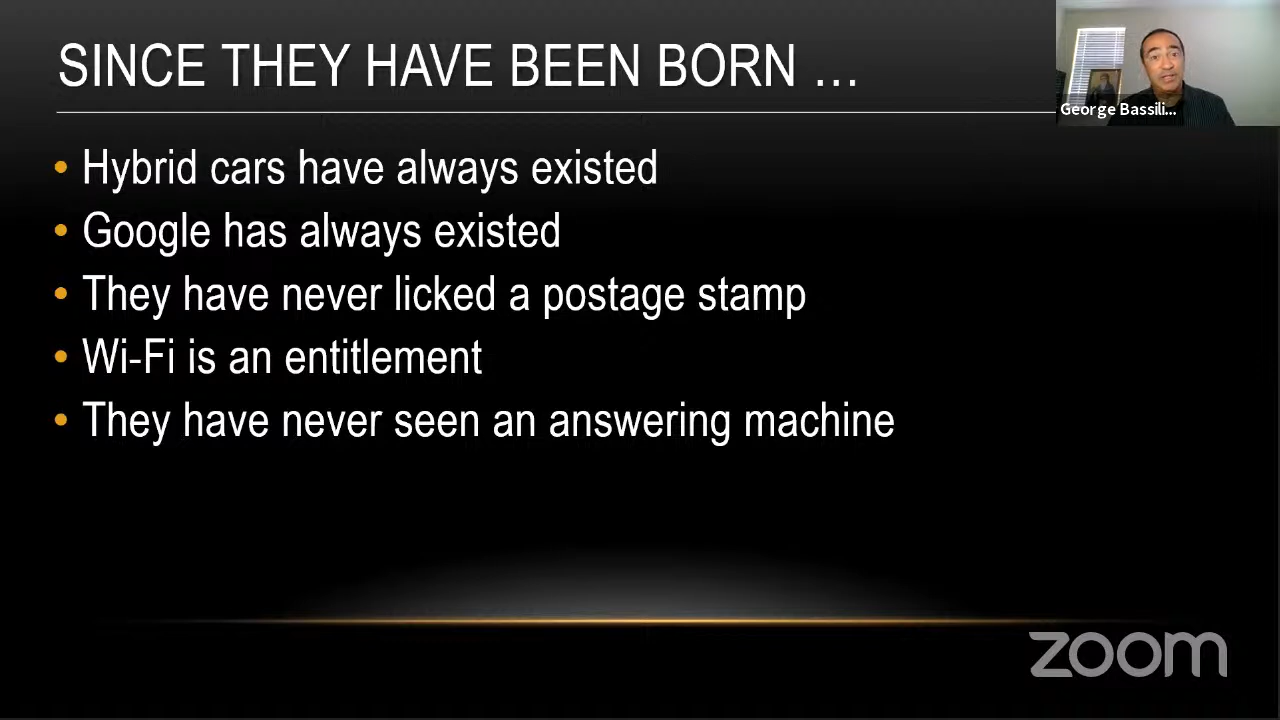 SINCE THEY HAVE BEEN BORN ...
George Bassili...
• Hybrid cars have always existed
• Google has always existed
• They have never licked a postage stamp
• Wi-Fi is an entitlement
• They have never seen an answering machine
zoom